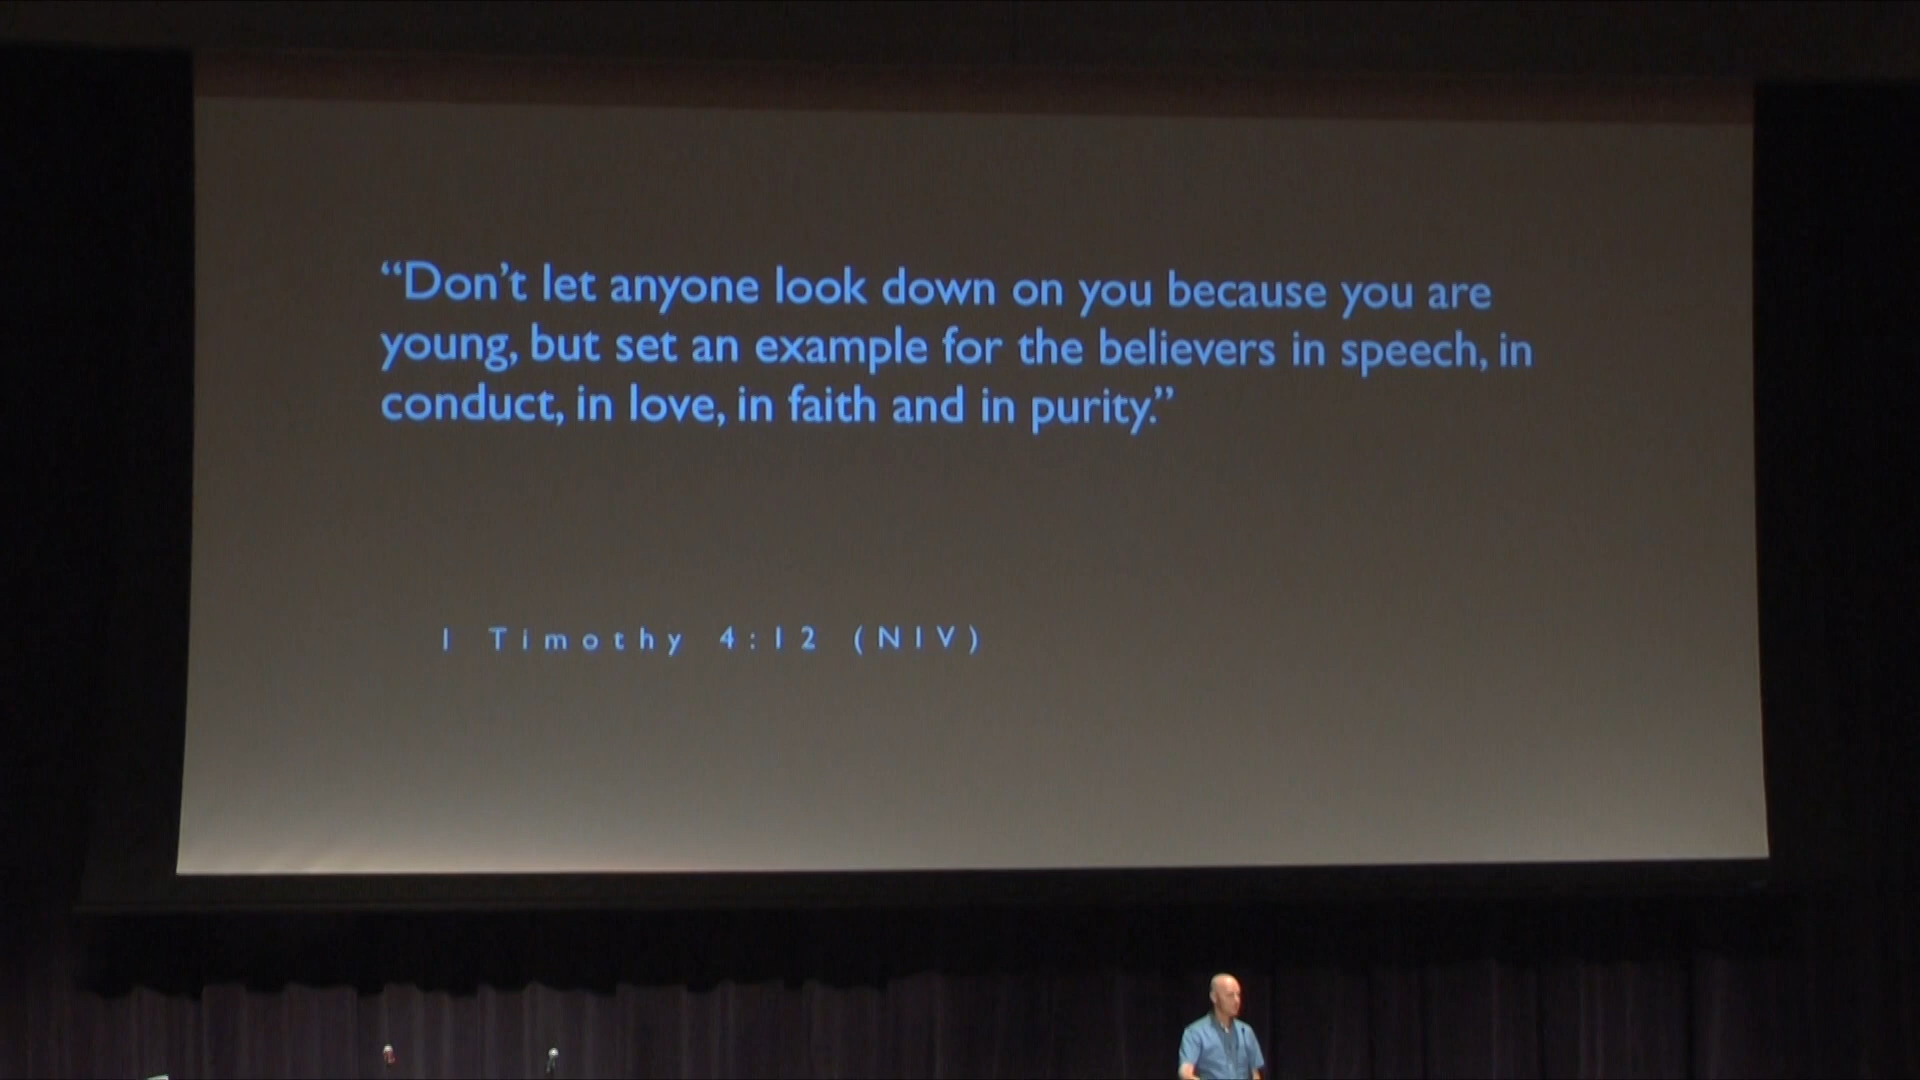 “Don’t let anyone look down on you because you are
young, but set an example for the believers in speech, in
conduct, in love, in faith and in purity.”
1 Timothy 4:12 (NIV)